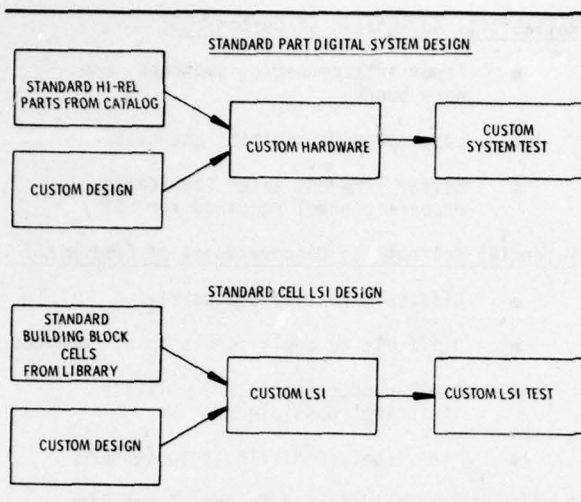 STANDARD PART DIGITAL SYSTEM DESIGN
STANDARD HI-REL
PARTS FROM CATALOG
CUSTOM DESIGN
CUSTOM HARDWARE
CUSTOM
SYSTEM TEST
STANDARD CELL LSI DESIGN
STANDARD
BUILDING BLOCK
CELLS
FROM LIBRARY
CUSTOM DESIGN
CUSTOM LSI
CUSTOM LSI TEST